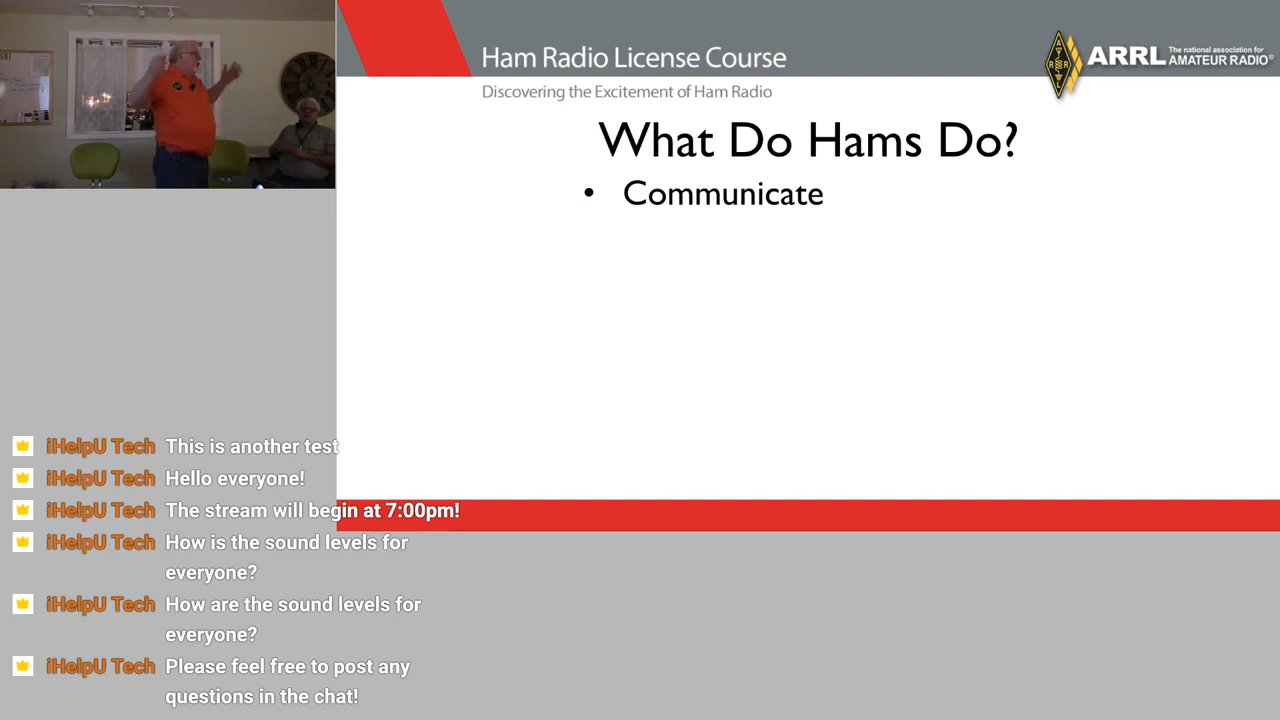 Ham Radio License Course
ARRL The national association for
AMATEUR RADIO®
Discovering the Excitement of Ham Radio
What Do Hams Do?
• Communicate
iHelpU Tech This is another test
iHelpU Tech Hello everyone!
iHelpU Tech The stream will begin at 7:00pm!
iHelpU Tech How is the sound levels for
everyone?
iHelpU Tech How are the sound levels for
everyone?
iHelpU Tech Please feel free to post any
questions in the chat!